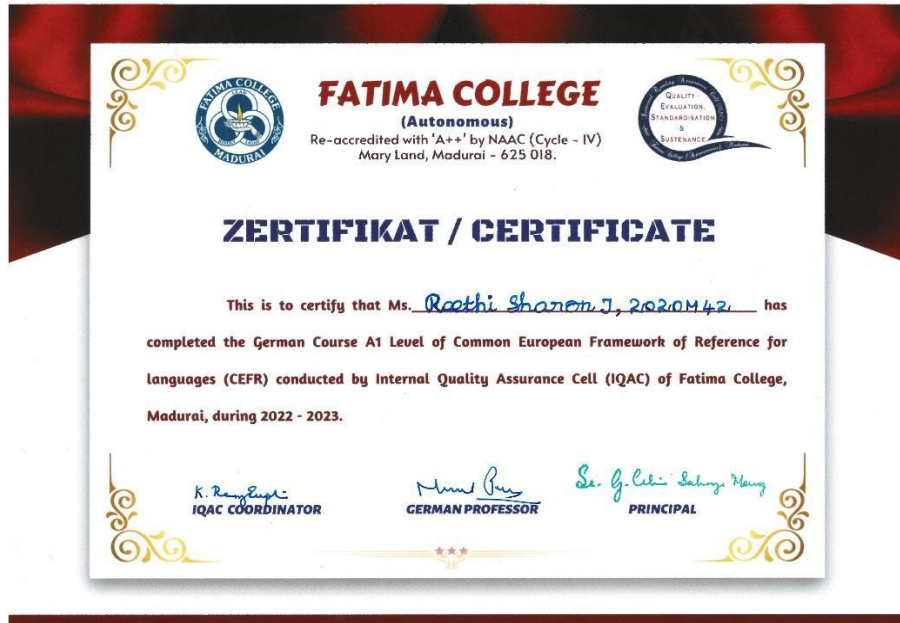 FATIMA COLLEGE
MADURAI
FATIMA COLLEGE
(Autonomous)
Re-accredited with 'A++' by NAAC (Cycle - IV)
Mary Land, Madurai - 625 018.
QUALITY
EVALUATION,
STANDARDISATION
&
SUSTENANCE
ZERTIFIKAT / CERTIFICATE
This is to certify that Ms. Sharon J, 2020M42 has
completed the German Course A1 Level of Common European Framework of Reference for
languages (CEFR) conducted by Internal Quality Assurance Cell (IQAC) of Fatima College,
Madurai, during 2022 - 2023.
IQAC COORDINATOR
GERMAN PROFESSOR
PRINCIPAL